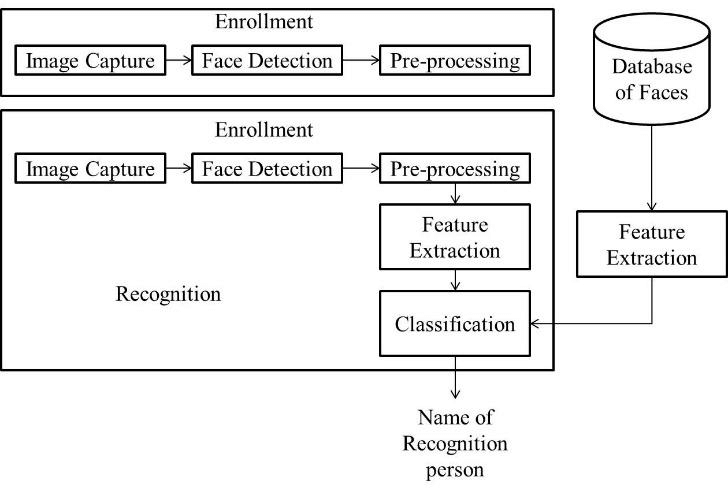 Enrollment
Image Capture
Face Detection
Pre-processing
Database
of Faces
Enrollment
Image Capture
Face Detection
Pre-processing
Feature
Extraction
Feature
Extraction
Recognition
Classification
Name of
Recognition
person